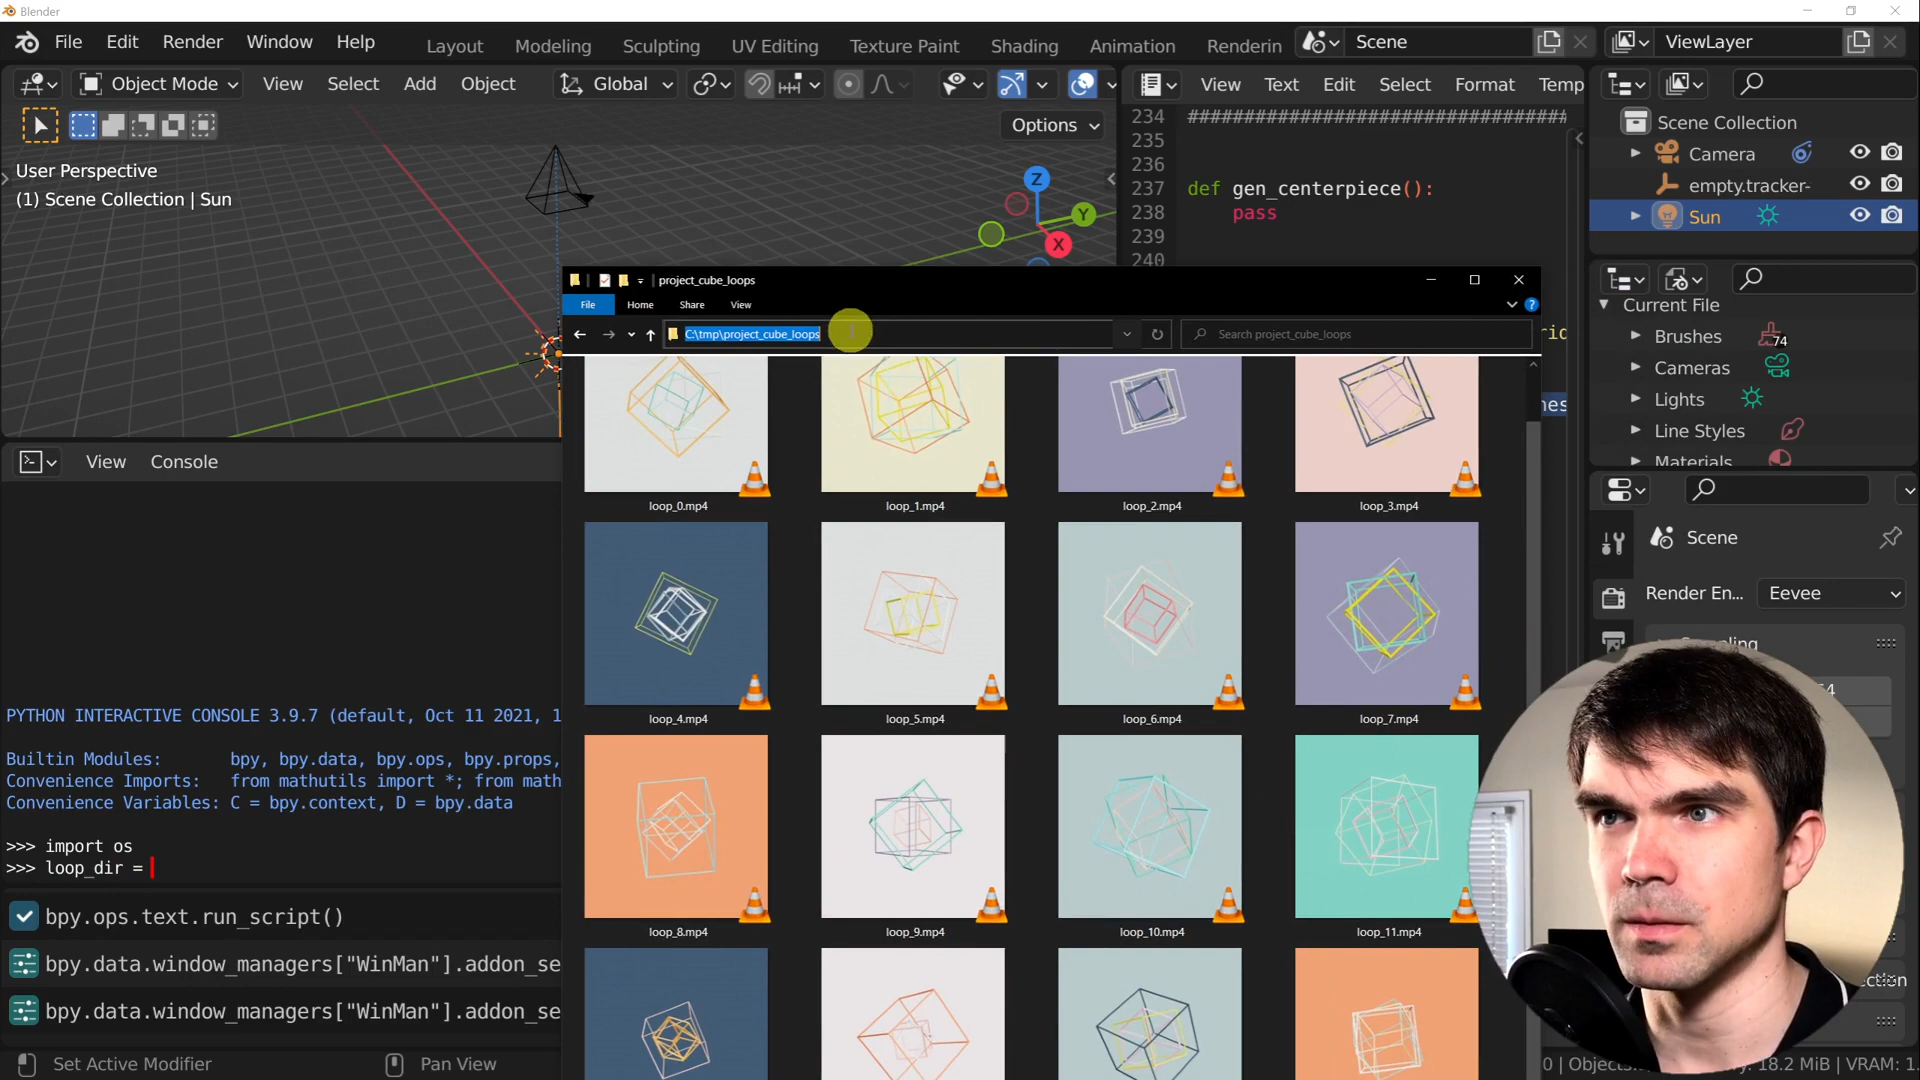 Blender
File Edit Render Window Help
Layout Modeling Sculpting UV Editing Texture Paint Shading Animation Renderin
Scene
ViewLayer
Object Mode View Select Add Object Global
View Text Edit Select Format Temp
Options
User Perspective
(1) Scene Collection | Sun
Z
Y
X
234 ##################################
235
236
237 def gen_centerpiece():
238 pass
239
240
Scene Collection
Camera
empty.tracker-
Sun
Current File
Brushes
74
Cameras
Lights
Line Styles
Materials
project_cube_loops
File Home Share View
C:\tmp\project_cube_loops
Search project_cube_loops
loop_0.mp4
loop_1.mp4
loop_2.mp4
loop_3.mp4
loop_4.mp4
loop_5.mp4
loop_6.mp4
loop_7.mp4
loop_8.mp4
loop_9.mp4
loop_10.mp4
loop_11.mp4
View Console
PYTHON INTERACTIVE CONSOLE 3.9.7 (default, Oct 11 2021, 1
Builtin Modules: bpy, bpy.data, bpy.ops, bpy.props,
Convenience Imports: from mathutils import *; from math
Convenience Variables: C = bpy.context, D = bpy.data
>>> import os
>>> loop_dir =
bpy.ops.text.run_script()
bpy.data.window_managers["WinMan"].addon_se
bpy.data.window_managers["WinMan"].addon_se
Set Active Modifier
Pan View
Scene
Render En... Eevee
18.2 MiB | VRAM: 1.